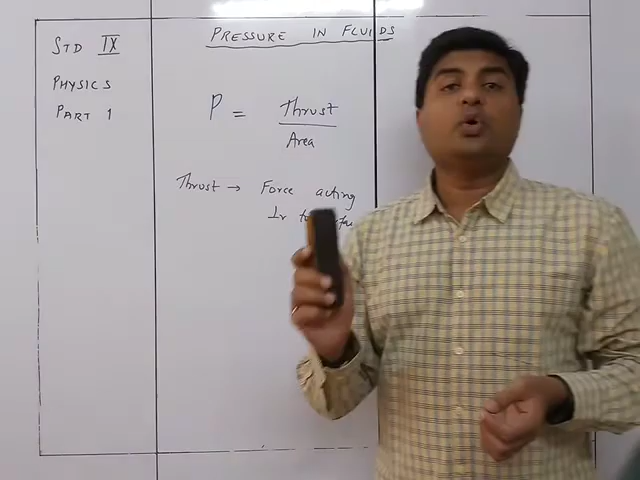 STD IX
PHYSICS
PART 1
PRESSURE IN FLUIDS
P = Thrust
Area
Thrust → Force acting
⊥r